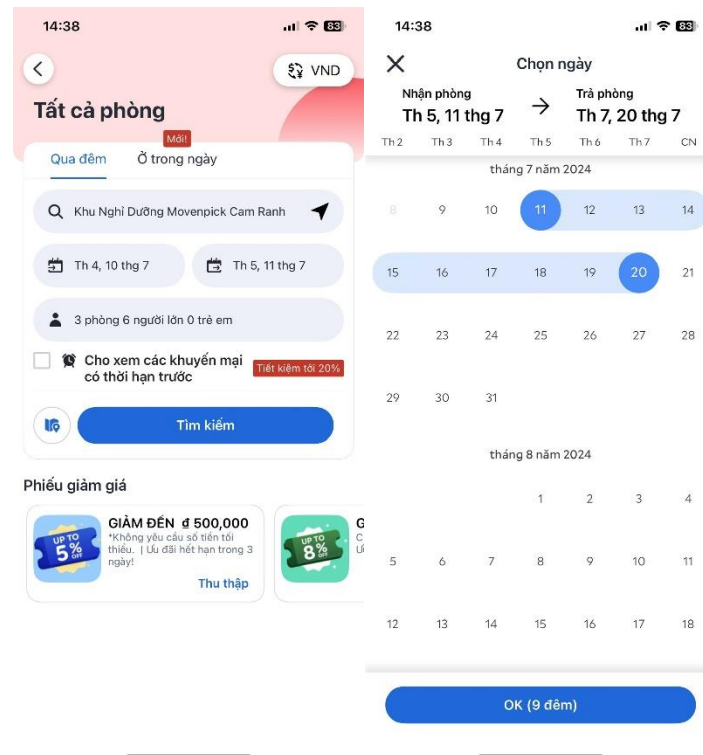 14:38
83
VND
Tất cả phòng
Mới!
Qua đêm
Ở trong ngày
Khu Nghỉ Dưỡng Movenpick Cam Ranh
Th 4, 10 thg 7
Th 5, 11 thg 7
3 phòng 6 người lớn 0 trẻ em
Cho xem các khuyến mại
có thời hạn trước
Tiết kiệm tới 20%
Tìm kiếm
Phiếu giảm giá
UP TO
5%
OFF
GIẢM ĐẾN ₫ 500,000
*Không yêu cầu số tiền tối
thiểu. | Ưu đãi hết hạn trong 3
ngày!
Thu thập
UP TO
8%
OFF
14:38
83
Chọn ngày
Nhận phòng
Th 5, 11 thg 7
→
Trả phòng
Th 7, 20 thg 7
Th 2 Th 3 Th 4 Th 5 Th 6 Th 7 CN
tháng 7 năm 2024
8 9 10 11 12 13 14
15 16 17 18 19 20 21
22 23 24 25 26 27 28
29 30 31
tháng 8 năm 2024
1 2 3 4
5 6 7 8 9 10 11
12 13 14 15 16 17 18
OK (9 đêm)